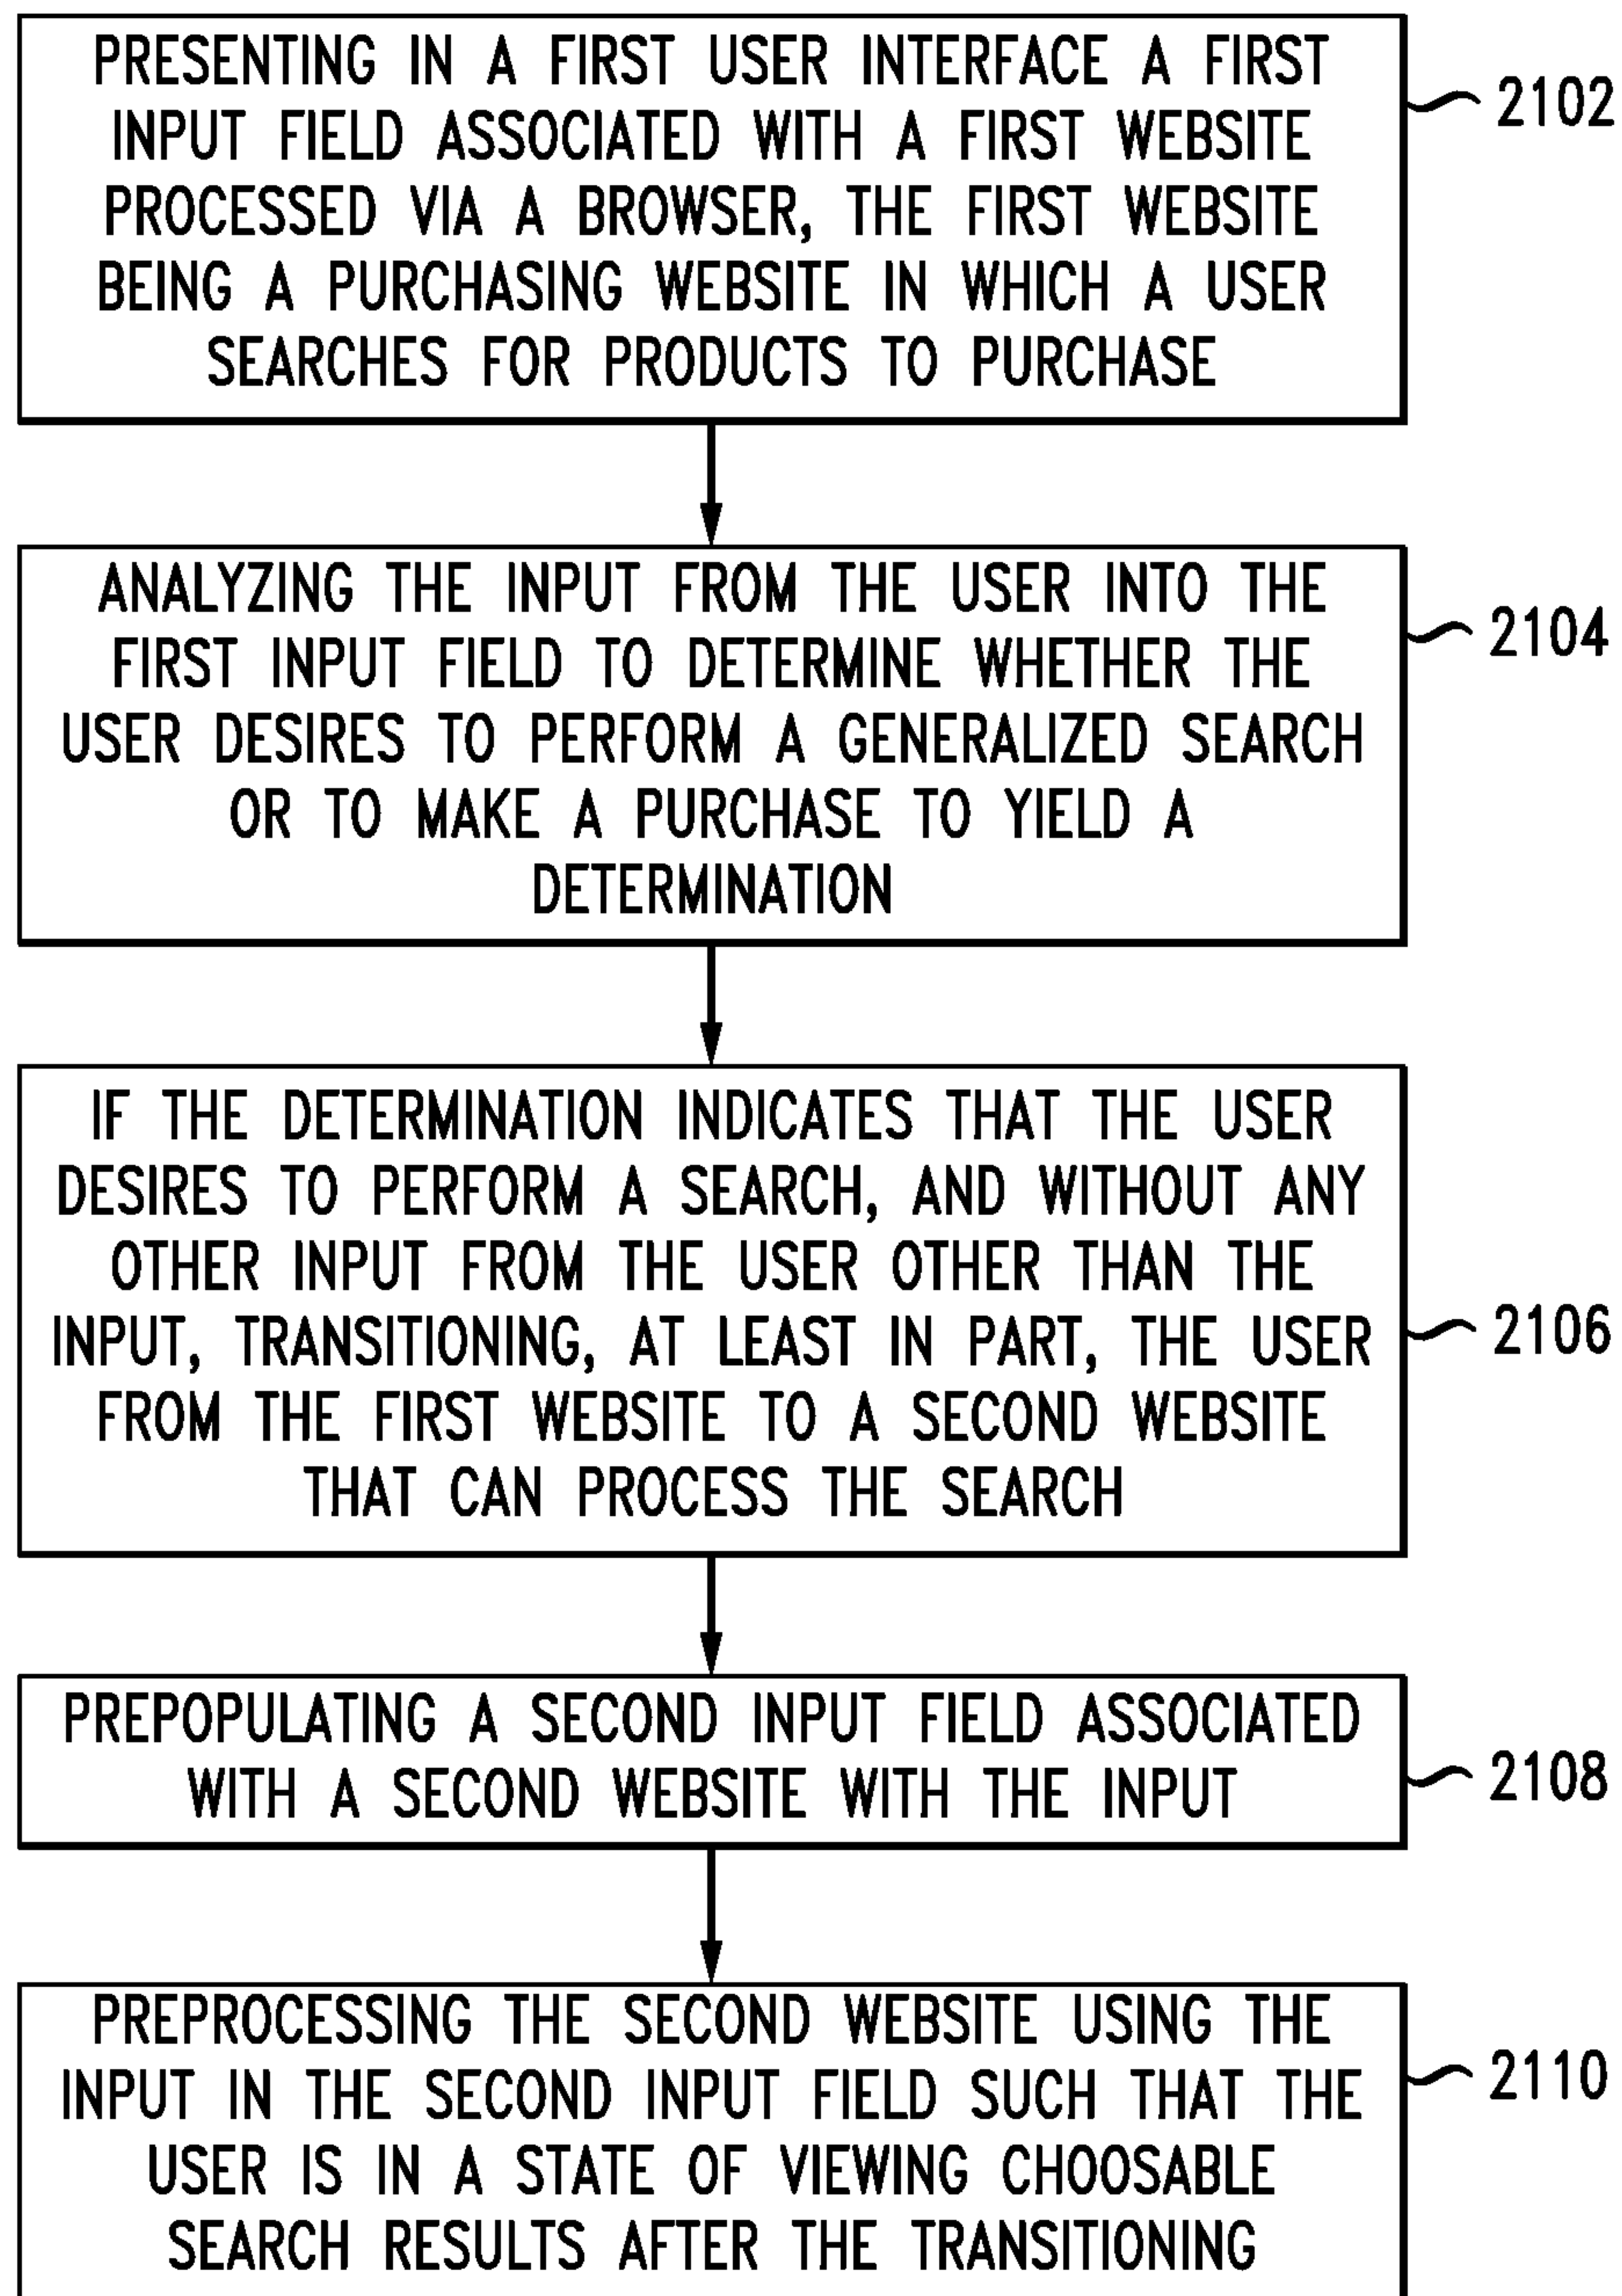 PRESENTING IN A FIRST USER INTERFACE A FIRST
INPUT FIELD ASSOCIATED WITH A FIRST WEBSITE
PROCESSED VIA A BROWSER, THE FIRST WEBSITE
BEING A PURCHASING WEBSITE IN WHICH A USER
SEARCHES FOR PRODUCTS TO PURCHASE
2102
ANALYZING THE INPUT FROM THE USER INTO THE
FIRST INPUT FIELD TO DETERMINE WHETHER THE
USER DESIRES TO PERFORM A GENERALIZED SEARCH
OR TO MAKE A PURCHASE TO YIELD A
DETERMINATION
2104
IF THE DETERMINATION INDICATES THAT THE USER
DESIRES TO PERFORM A SEARCH, AND WITHOUT ANY
OTHER INPUT FROM THE USER OTHER THAN THE
INPUT, TRANSITIONING, AT LEAST IN PART, THE USER
FROM THE FIRST WEBSITE TO A SECOND WEBSITE
THAT CAN PROCESS THE SEARCH
2106
PREPOPULATING A SECOND INPUT FIELD ASSOCIATED
WITH A SECOND WEBSITE WITH THE INPUT
2108
PREPROCESSING THE SECOND WEBSITE USING THE
INPUT IN THE SECOND INPUT FIELD SUCH THAT THE
USER IS IN A STATE OF VIEWING CHOOSABLE
SEARCH RESULTS AFTER THE TRANSITIONING
2110